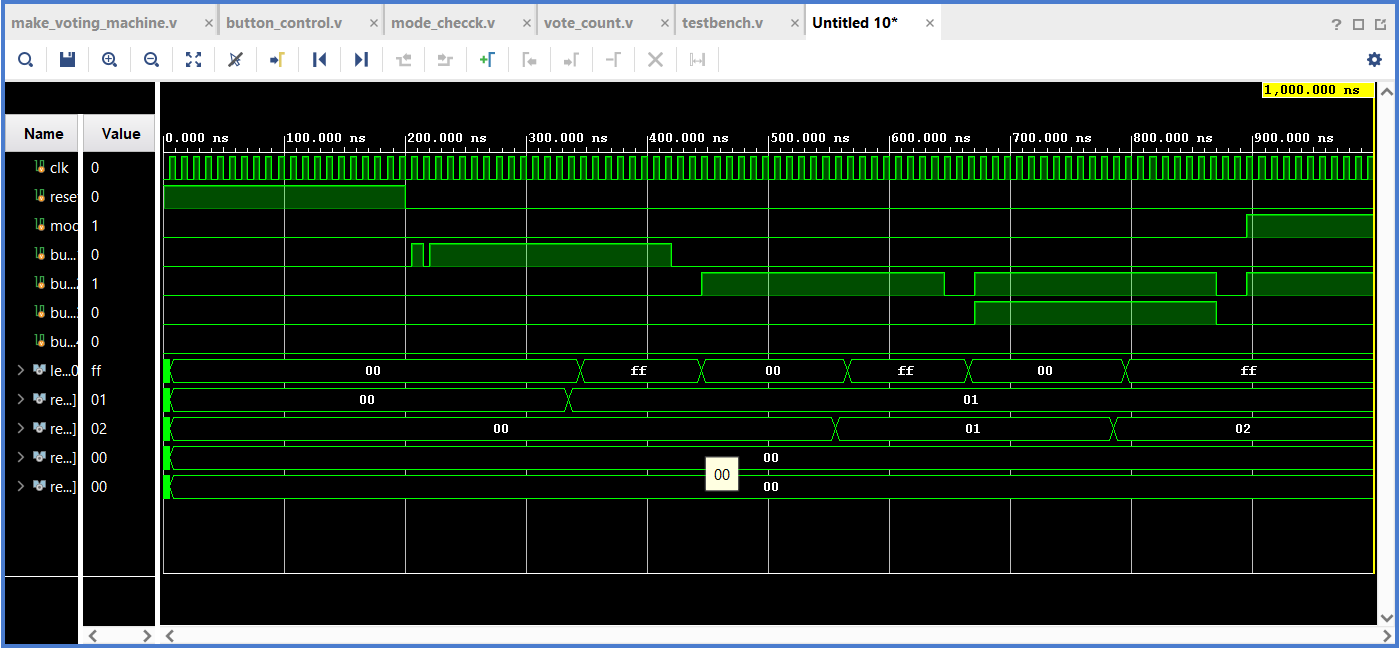 make_voting_machine.v × button_control.v × mode_checck.v × vote_count.v × testbench.v × Untitled 10* ×
1,000.000 ns
Name Value 0.000 ns 100.000 ns 200.000 ns 300.000 ns 400.000 ns 500.000 ns 600.000 ns 700.000 ns 800.000 ns 900.000 ns
clk 0
rese 0
mod 1
bu... 0
bu...2 1
bu...3 0
bu...4 0
le...0 ff 00 ff 00 ff 00 ff
re...] 01 00 01
re...] 02 00 01 02
re...] 00 00
00
re...] 00 00